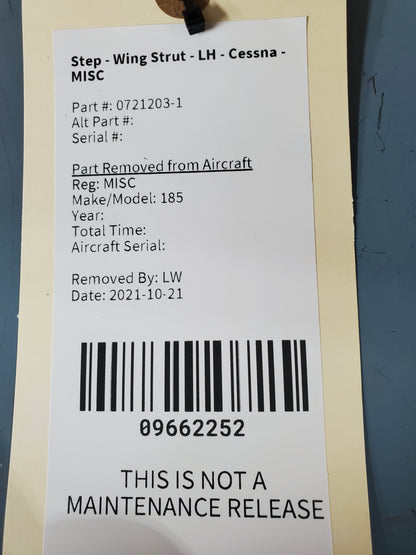 Step - Wing Strut - LH - Cessna -
MISC
Part #: 0721203-1
Alt Part #:
Serial #:
Part Removed from Aircraft
Reg: MISC
Make/Model: 185
Year:
Total Time:
Aircraft Serial:
Removed By: LW
Date: 2021-10-21
09662252
THIS IS NOT A
MAINTENANCE RELEASE